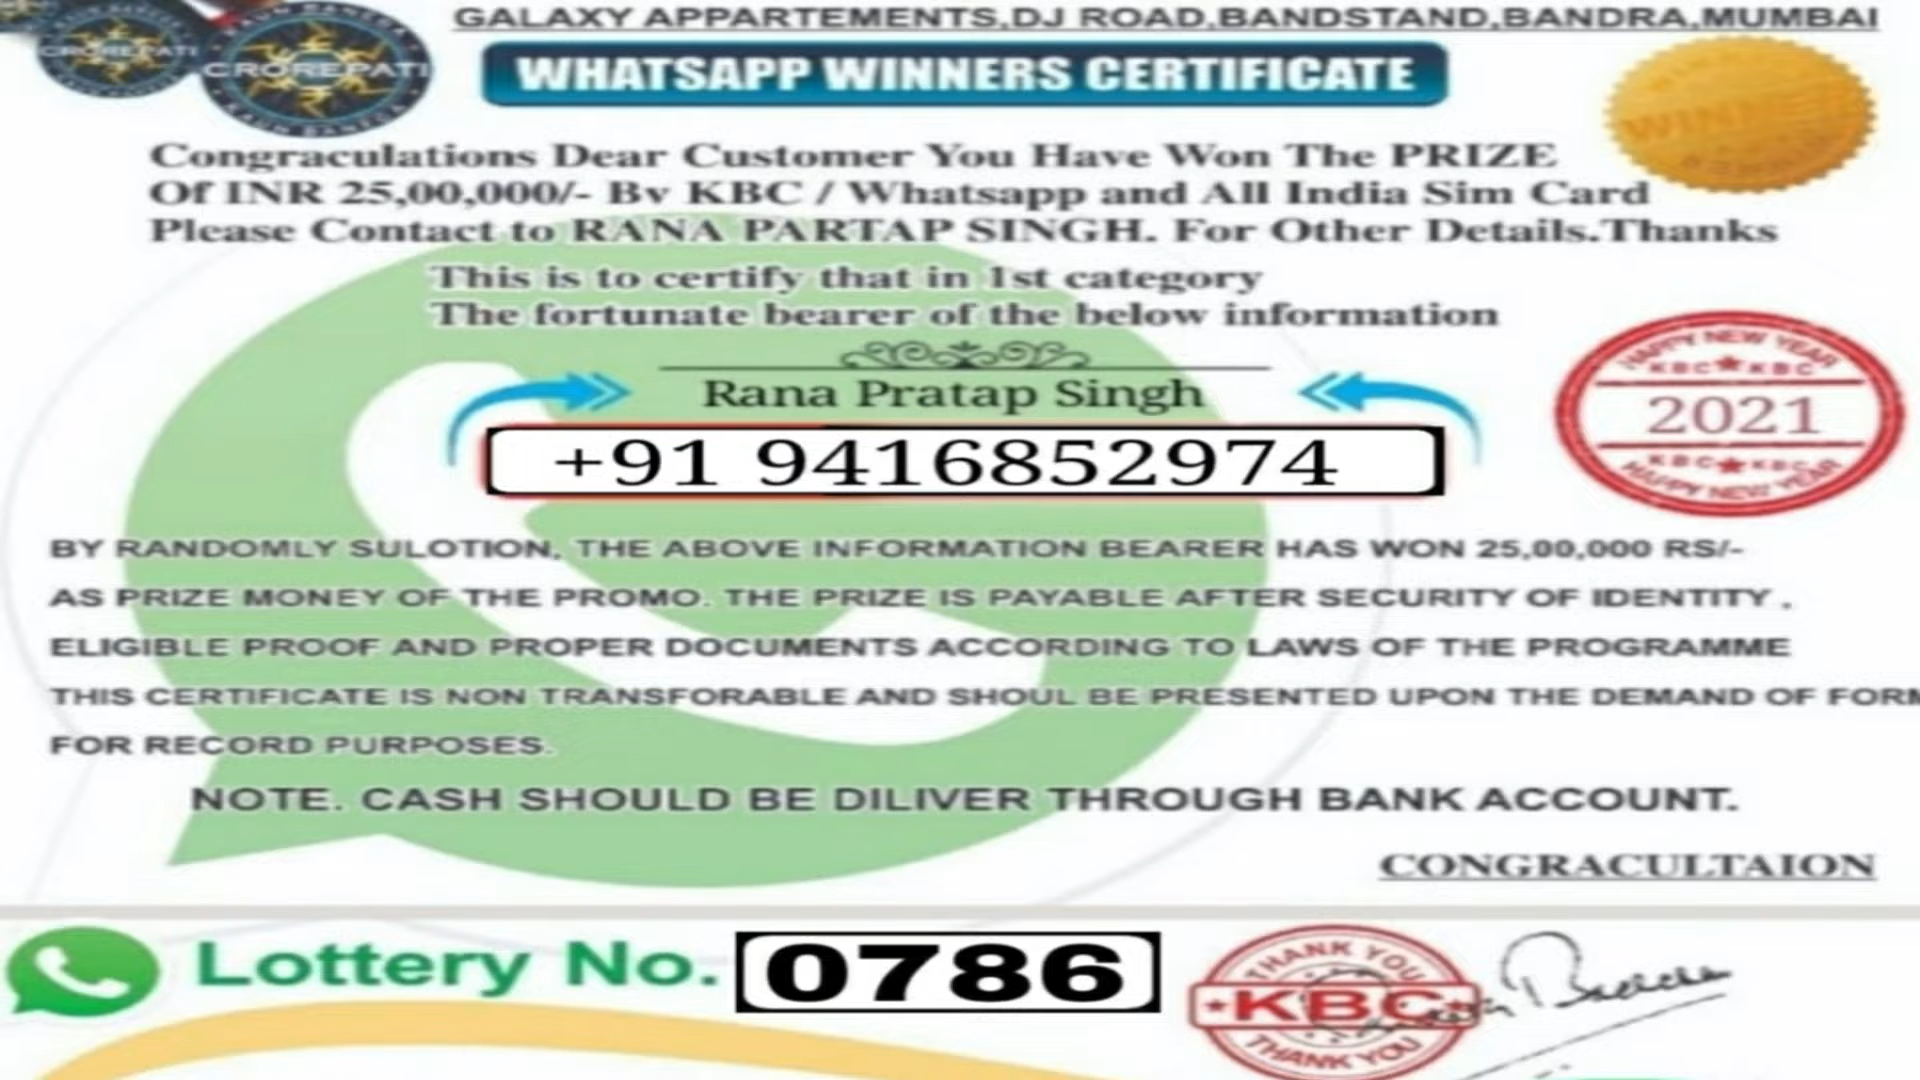 GALAXY APPARTEMENTS,DJ ROAD,BANDSTAND,BANDRA,MUMBAI
CROREPATI
CROREPATI
WHATSAPP WINNERS CERTIFICATE
Congraculations Dear Customer You Have Won The PRIZE
Of INR 25,00,000/- By KBC / Whatsapp and All India Sim Card
Please Contact to RANA PARTAP SINGH. For Other Details.Thanks
This is to certify that in 1st category
The fortunate bearer of the below information
Rana Pratap Singh
+91 9416852974
HAPPY NEW YEAR
KBC KBC
2021
KBC KBC
HAPPY NEW YEAR
BY RANDOMLY SULOTION, THE ABOVE INFORMATION BEARER HAS WON 25,00,000 RS/-
AS PRIZE MONEY OF THE PROMO. THE PRIZE IS PAYABLE AFTER SECURITY OF IDENTITY ,
ELIGIBLE PROOF AND PROPER DOCUMENTS ACCORDING TO LAWS OF THE PROGRAMME
THIS CERTIFICATE IS NON TRANSFORABLE AND SHOUL BE PRESENTED UPON THE DEMAND OF FORM
FOR RECORD PURPOSES.
NOTE. CASH SHOULD BE DILIVER THROUGH BANK ACCOUNT.
CONGRACULTAION
Lottery No. 0786
THANK YOU
KBC
THANK YOU